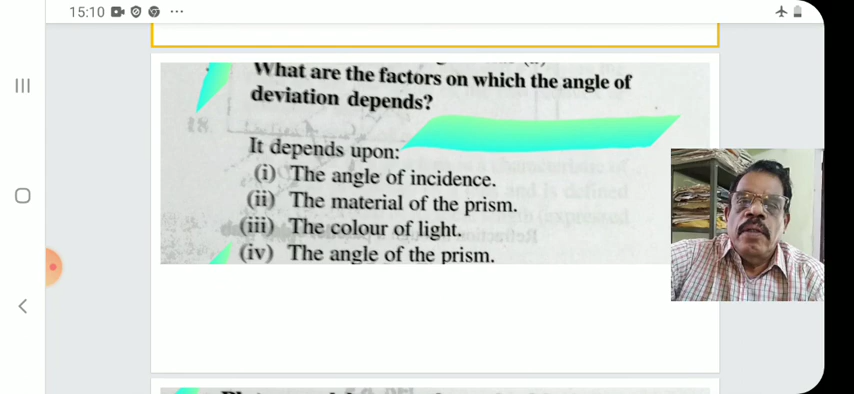 15:10
What are the factors on which the angle of
deviation depends?
It depends upon:
(i) The angle of incidence.
(ii) The material of the prism.
(iii) The colour of light.
(iv) The angle of the prism.